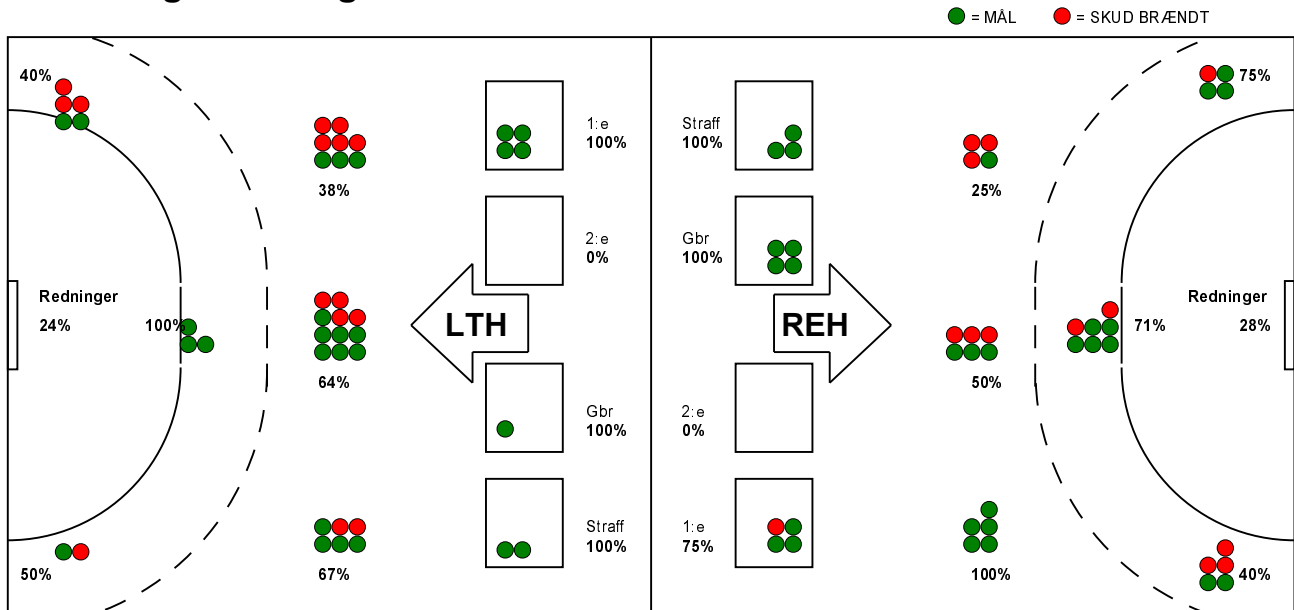 = MÅL
= SKUD BRÆNDT
40%
38%
1:e
100%
2:e
0%
Redninger
24%
100%
LTH
64%
Gbr
100%
Straff
100%
50%
67%
Straff
100%
Gbr
100%
25%
75%
REH
71%
Redninger
28%
50%
2:e
0%
1:e
75%
100%
40%